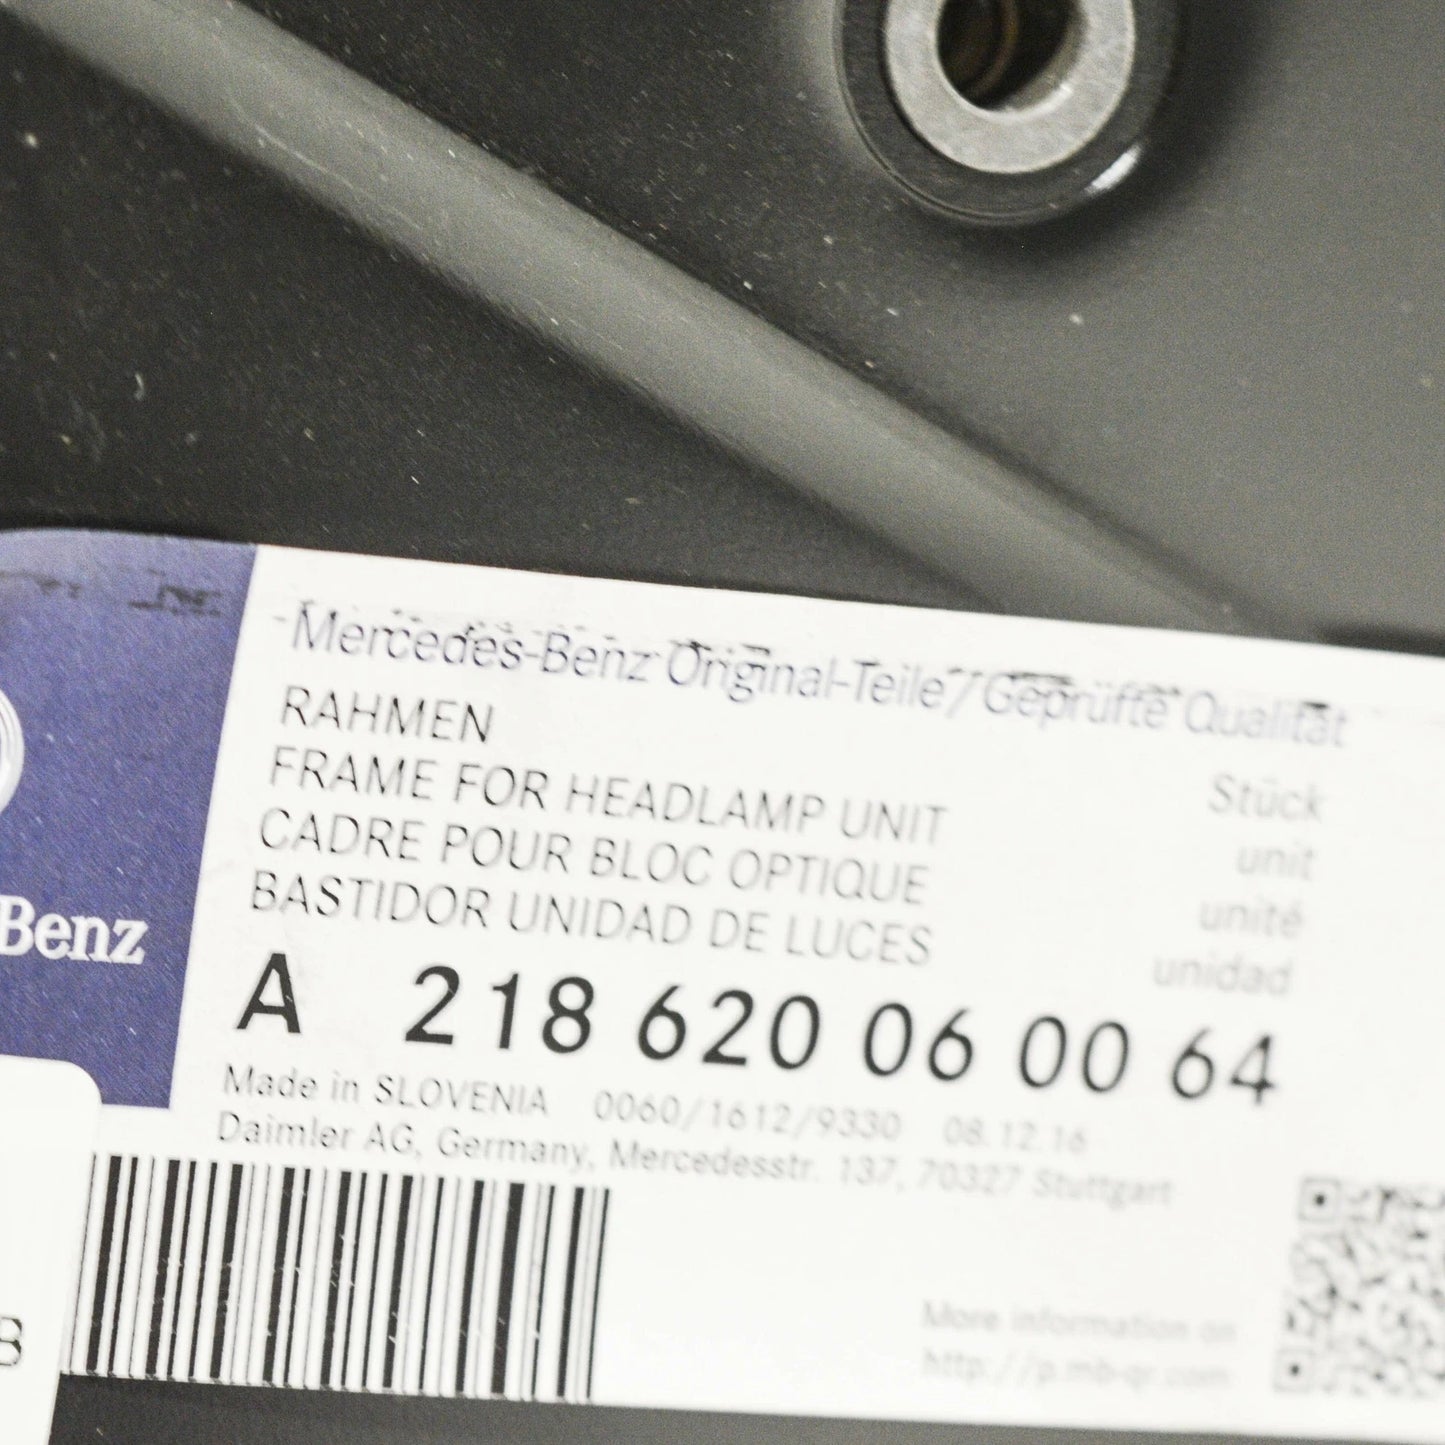 Mercedes-Benz Original-Teile/Geprüfte Qualität
RAHMEN
FRAME FOR HEADLAMP UNIT
CADRE POUR BLOC OPTIQUE
BASTIDOR UNIDAD DE LUCES
Stück
unit
unité
unidad
Benz
A 218 620 06 00 64
Made in SLOVENIA 0060/1612/9330 08.12.16
Daimler AG, Germany, Mercedesstr. 137, 70327 Stuttgart
More information on
http://p.mb-qr.com
B